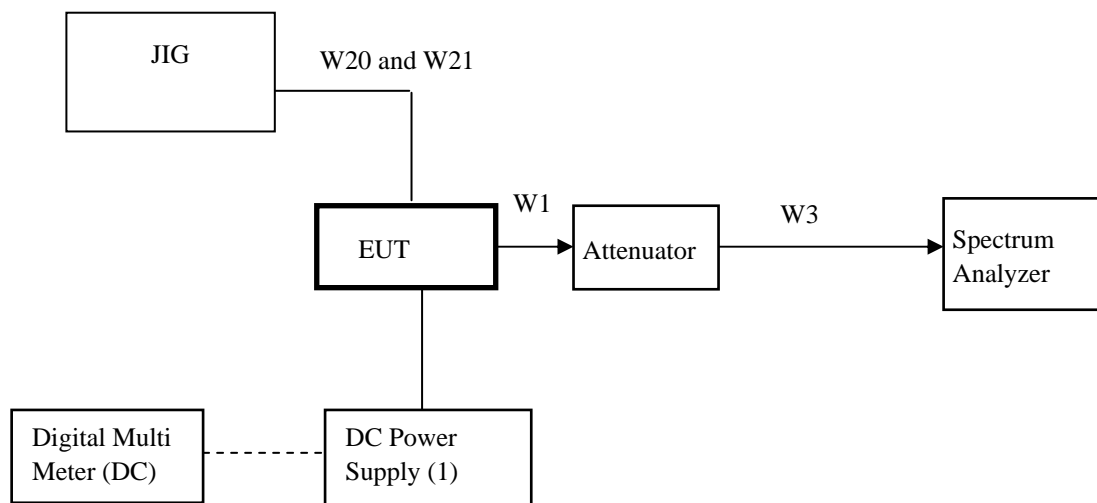 JIG
W20 and W21
W1
W3
EUT
Attenuator
Spectrum
Analyzer
Digital Multi
Meter (DC)
DC Power
Supply (1)